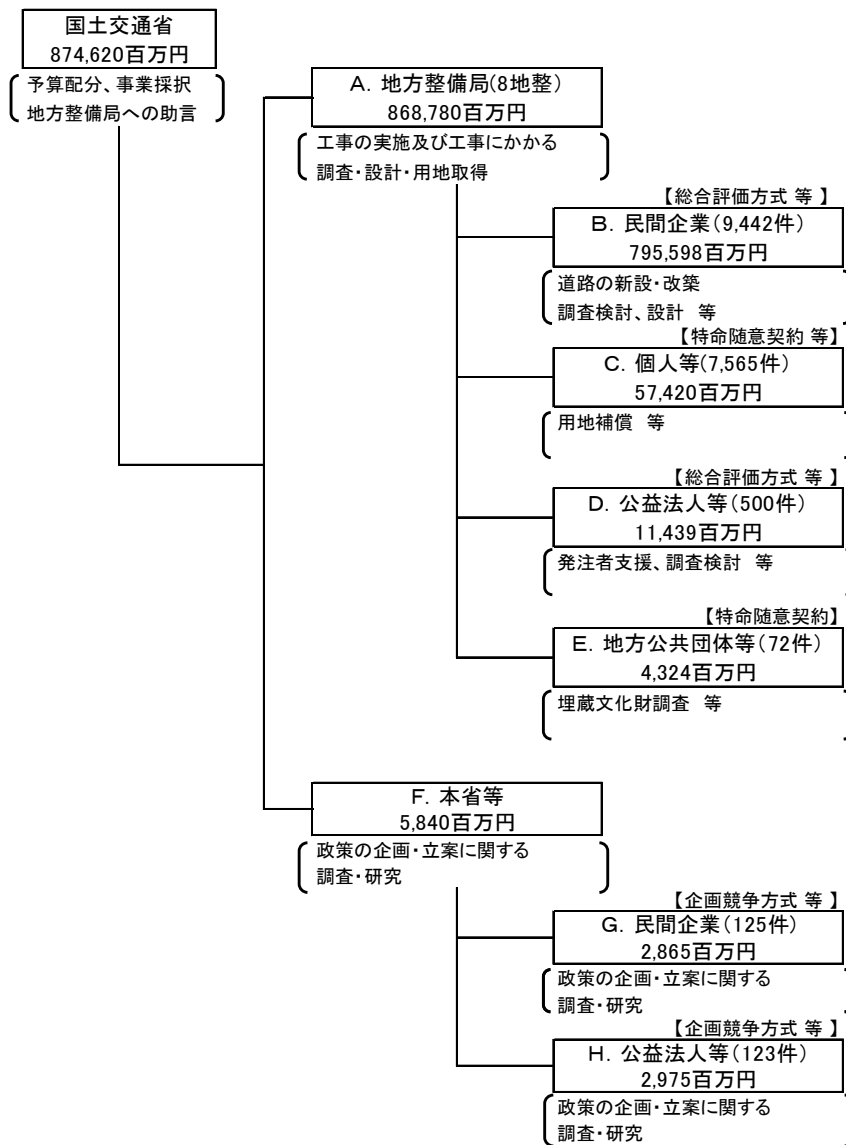 国土交通省
874,620百万円
予算配分、事業採択
地方整備局への助言
A. 地方整備局(8地整)
868,780百万円
工事の実施及び工事にかかる
調査・設計・用地取得
【総合評価方式 等 】
B. 民間企業(9,442件)
795,598百万円
道路の新設・改築
調査検討、設計 等
【特命随意契約 等】
C. 個人等(7,565件)
57,420百万円
用地補償 等
【総合評価方式 等 】
D. 公益法人等(500件)
11,439百万円
発注者支援、調査検討 等
【特命随意契約】
E. 地方公共団体等(72件)
4,324百万円
埋蔵文化財調査 等
F. 本省等
5,840百万円
政策の企画・立案に関する
調査・研究
【企画競争方式 等 】
G. 民間企業(125件)
2,865百万円
政策の企画・立案に関する
調査・研究
【企画競争方式 等 】
H. 公益法人等(123件)
2,975百万円
政策の企画・立案に関する
調査・研究